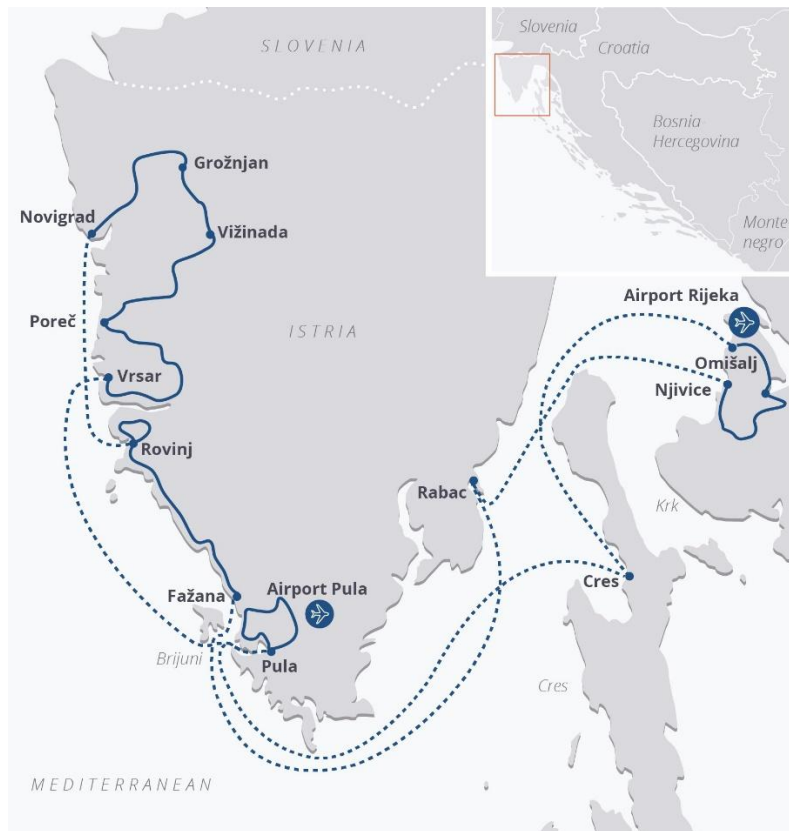 SLOVENIA
Slovenia
Croatia
Bosnia-
Hercegovina
Monte
negro
Grožnjan
Novigrad
Vižinada
Airport Rijeka
Poreč
ISTRIA
Omišalj
Vrsar
Njivice
Rovinj
Rabac
Krk
Fažana
Airport Pula
Cres
Brijuni
Pula
Cres
MEDITERRANEAN